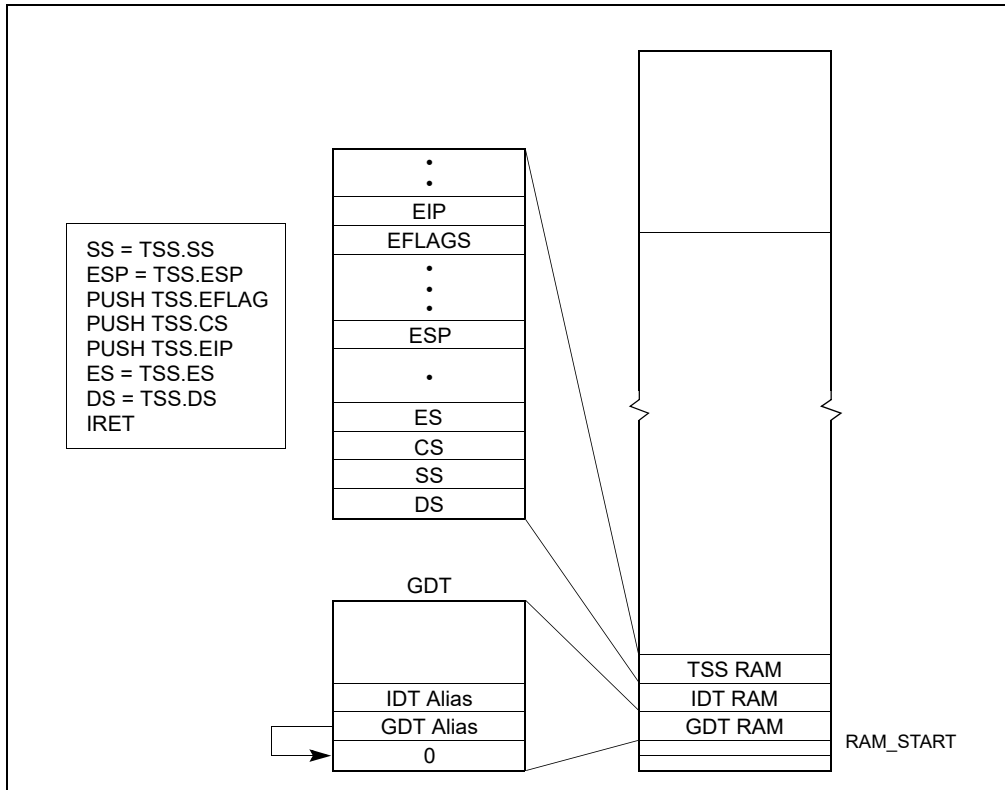 SS = TSS.SS
ESP = TSS.ESP
PUSH TSS.EFLAG
PUSH TSS.CS
PUSH TSS.EIP
ES = TSS.ES
DS = TSS.DS
IRET
EIP
EFLAGS
ESP
ES
CS
SS
DS
GDT
IDT Alias
GDT Alias
0
TSS RAM
IDT RAM
GDT RAM
RAM_START